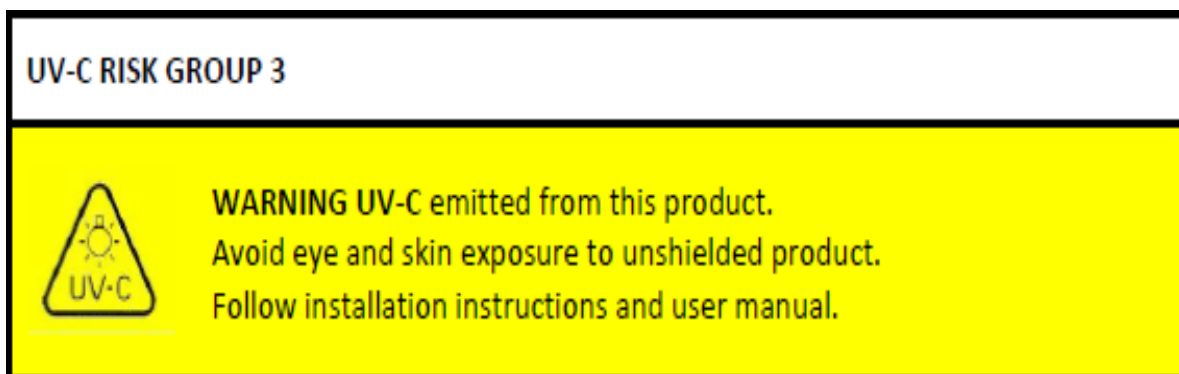 UV-C RISK GROUP 3
WARNING UV-C emitted from this product.
Avoid eye and skin exposure to unshielded product.
Follow installation instructions and user manual.
UV-C